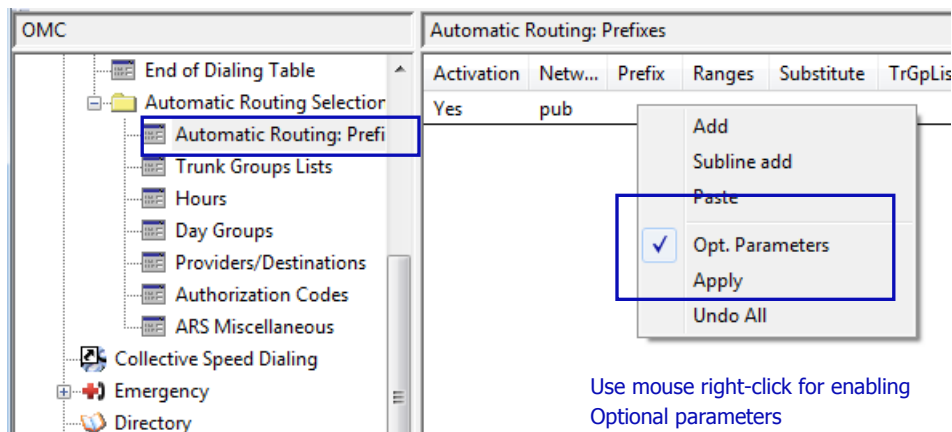 OMC
Automatic Routing: Prefixes
End of Dialing Table
Automatic Routing Selection
Automatic Routing: Prefi
Trunk Groups Lists
Hours
Day Groups
Providers/Destinations
Authorization Codes
ARS Miscellaneous
Collective Speed Dialing
Emergency
Directory
Activation Netw... Prefix Ranges Substitute TrGpLis
Yes pub
Add
Subline add
Paste
Opt. Parameters
Apply
Undo All
Use mouse right-click for enabling
Optional parameters